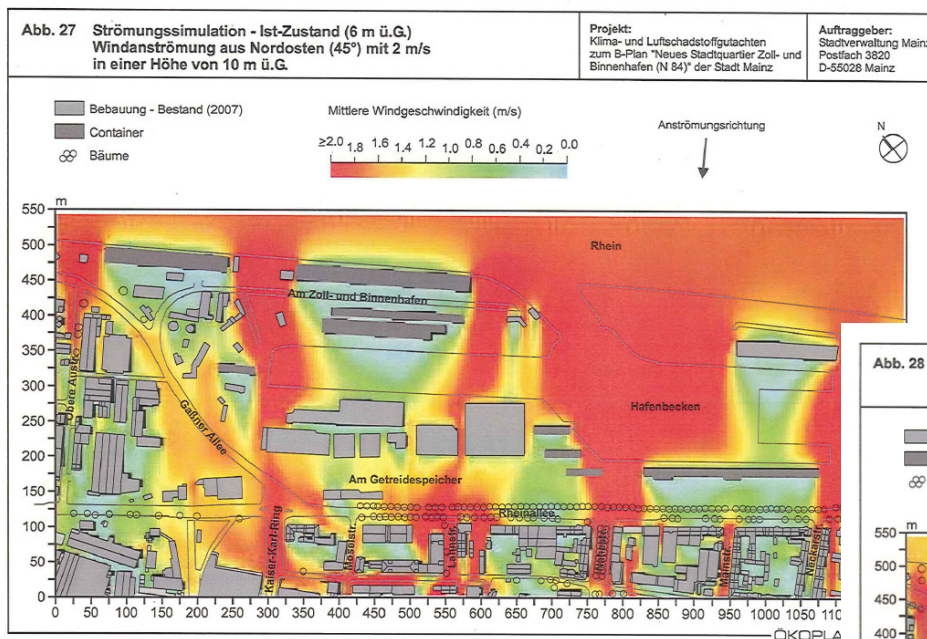 Abb. 27 Strömungssimulation - Ist-Zustand (6 m ü.G.)
Windanströmung aus Nordosten (45°) mit 2 m/s
in einer Höhe von 10 m ü.G.
Projekt:
Klima- und Luftschadstoffgutachten
zum B-Plan "Neues Stadtquartier Zoll- und
Binnenhafen (N 84)" der Stadt Mainz
Auftraggeber:
Stadtverwaltung Mainz
Postfach 3820
D-55028 Mainz
Bebauung - Bestand (2007)
Container
Bäume
Mittlere Windgeschwindigkeit (m/s)
≥2.0 1.8 1.6 1.4 1.2 1.0 0.8 0.6 0.4 0.2 0.0
Anströmungsrichtung
N
m
550
500
450
400
350
300
250
200
150
100
50
0
Rhein
Am Zoll- und Binnenhafen
Obere Austr.
Gaßner Allee
Hafenbecken
Am Getreidespeicher
Rheinallee
Kaiser-Karl-Ring
Moselstr.
Lahnstr.
Nahestr.
Mainstr.
Neckarstr.
0 50 100 150 200 250 300 350 400 450 500 550 600 650 700 750 800 850 900 950 1000 1050
ÖKOPLA
Abb. 28
m
550
500
450
400